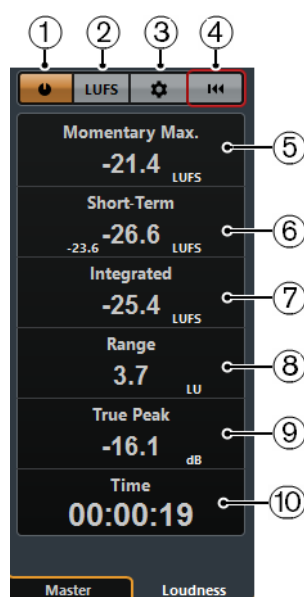 1 2 3 4
LUFS
Momentary Max.
-21.4 LUFS
5
Short-Term
-23.6 -26.6 LUFS
6
Integrated
-25.4 LUFS
7
Range
3.7 LU
8
True Peak
-16.1 dB
9
Time
00:00:19
10
Master Loudness